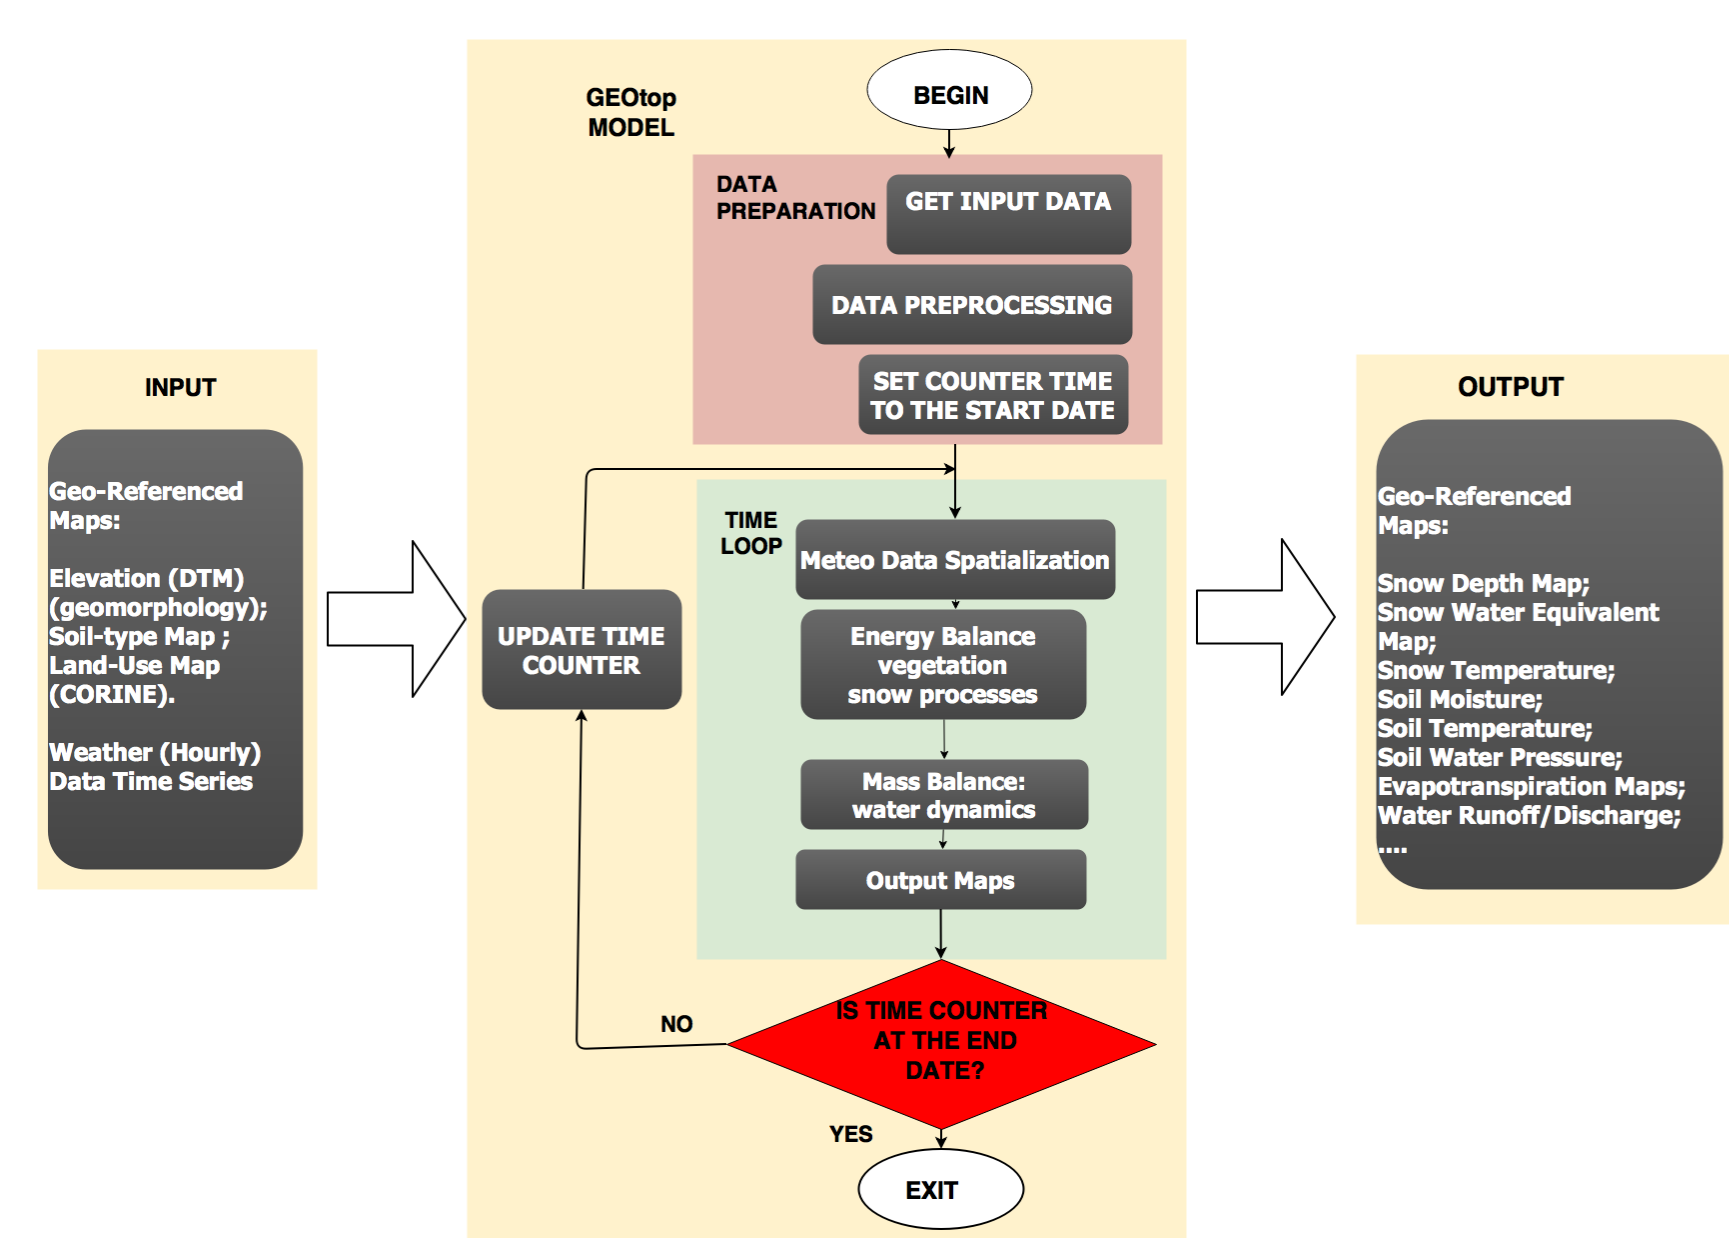 INPUT
Geo-Referenced
Maps:
Elevation (DTM)
(geomorphology);
Soil-type Map ;
Land-Use Map
(CORINE).
Weather (Hourly)
Data Time Series
GEOtop
MODEL
BEGIN
DATA
PREPARATION
GET INPUT DATA
DATA PREPROCESSING
SET COUNTER TIME
TO THE START DATE
TIME
LOOP
Meteo Data Spatialization
Energy Balance
vegetation
snow processes
Mass Balance:
water dynamics
Output Maps
UPDATE TIME
COUNTER
IS TIME COUNTER
AT THE END
DATE?
NO
YES
EXIT
OUTPUT
Geo-Referenced
Maps:
Snow Depth Map;
Snow Water Equivalent
Map;
Snow Temperature;
Soil Moisture;
Soil Temperature;
Soil Water Pressure;
Evapotranspiration Maps;
Water Runoff/Discharge;
....